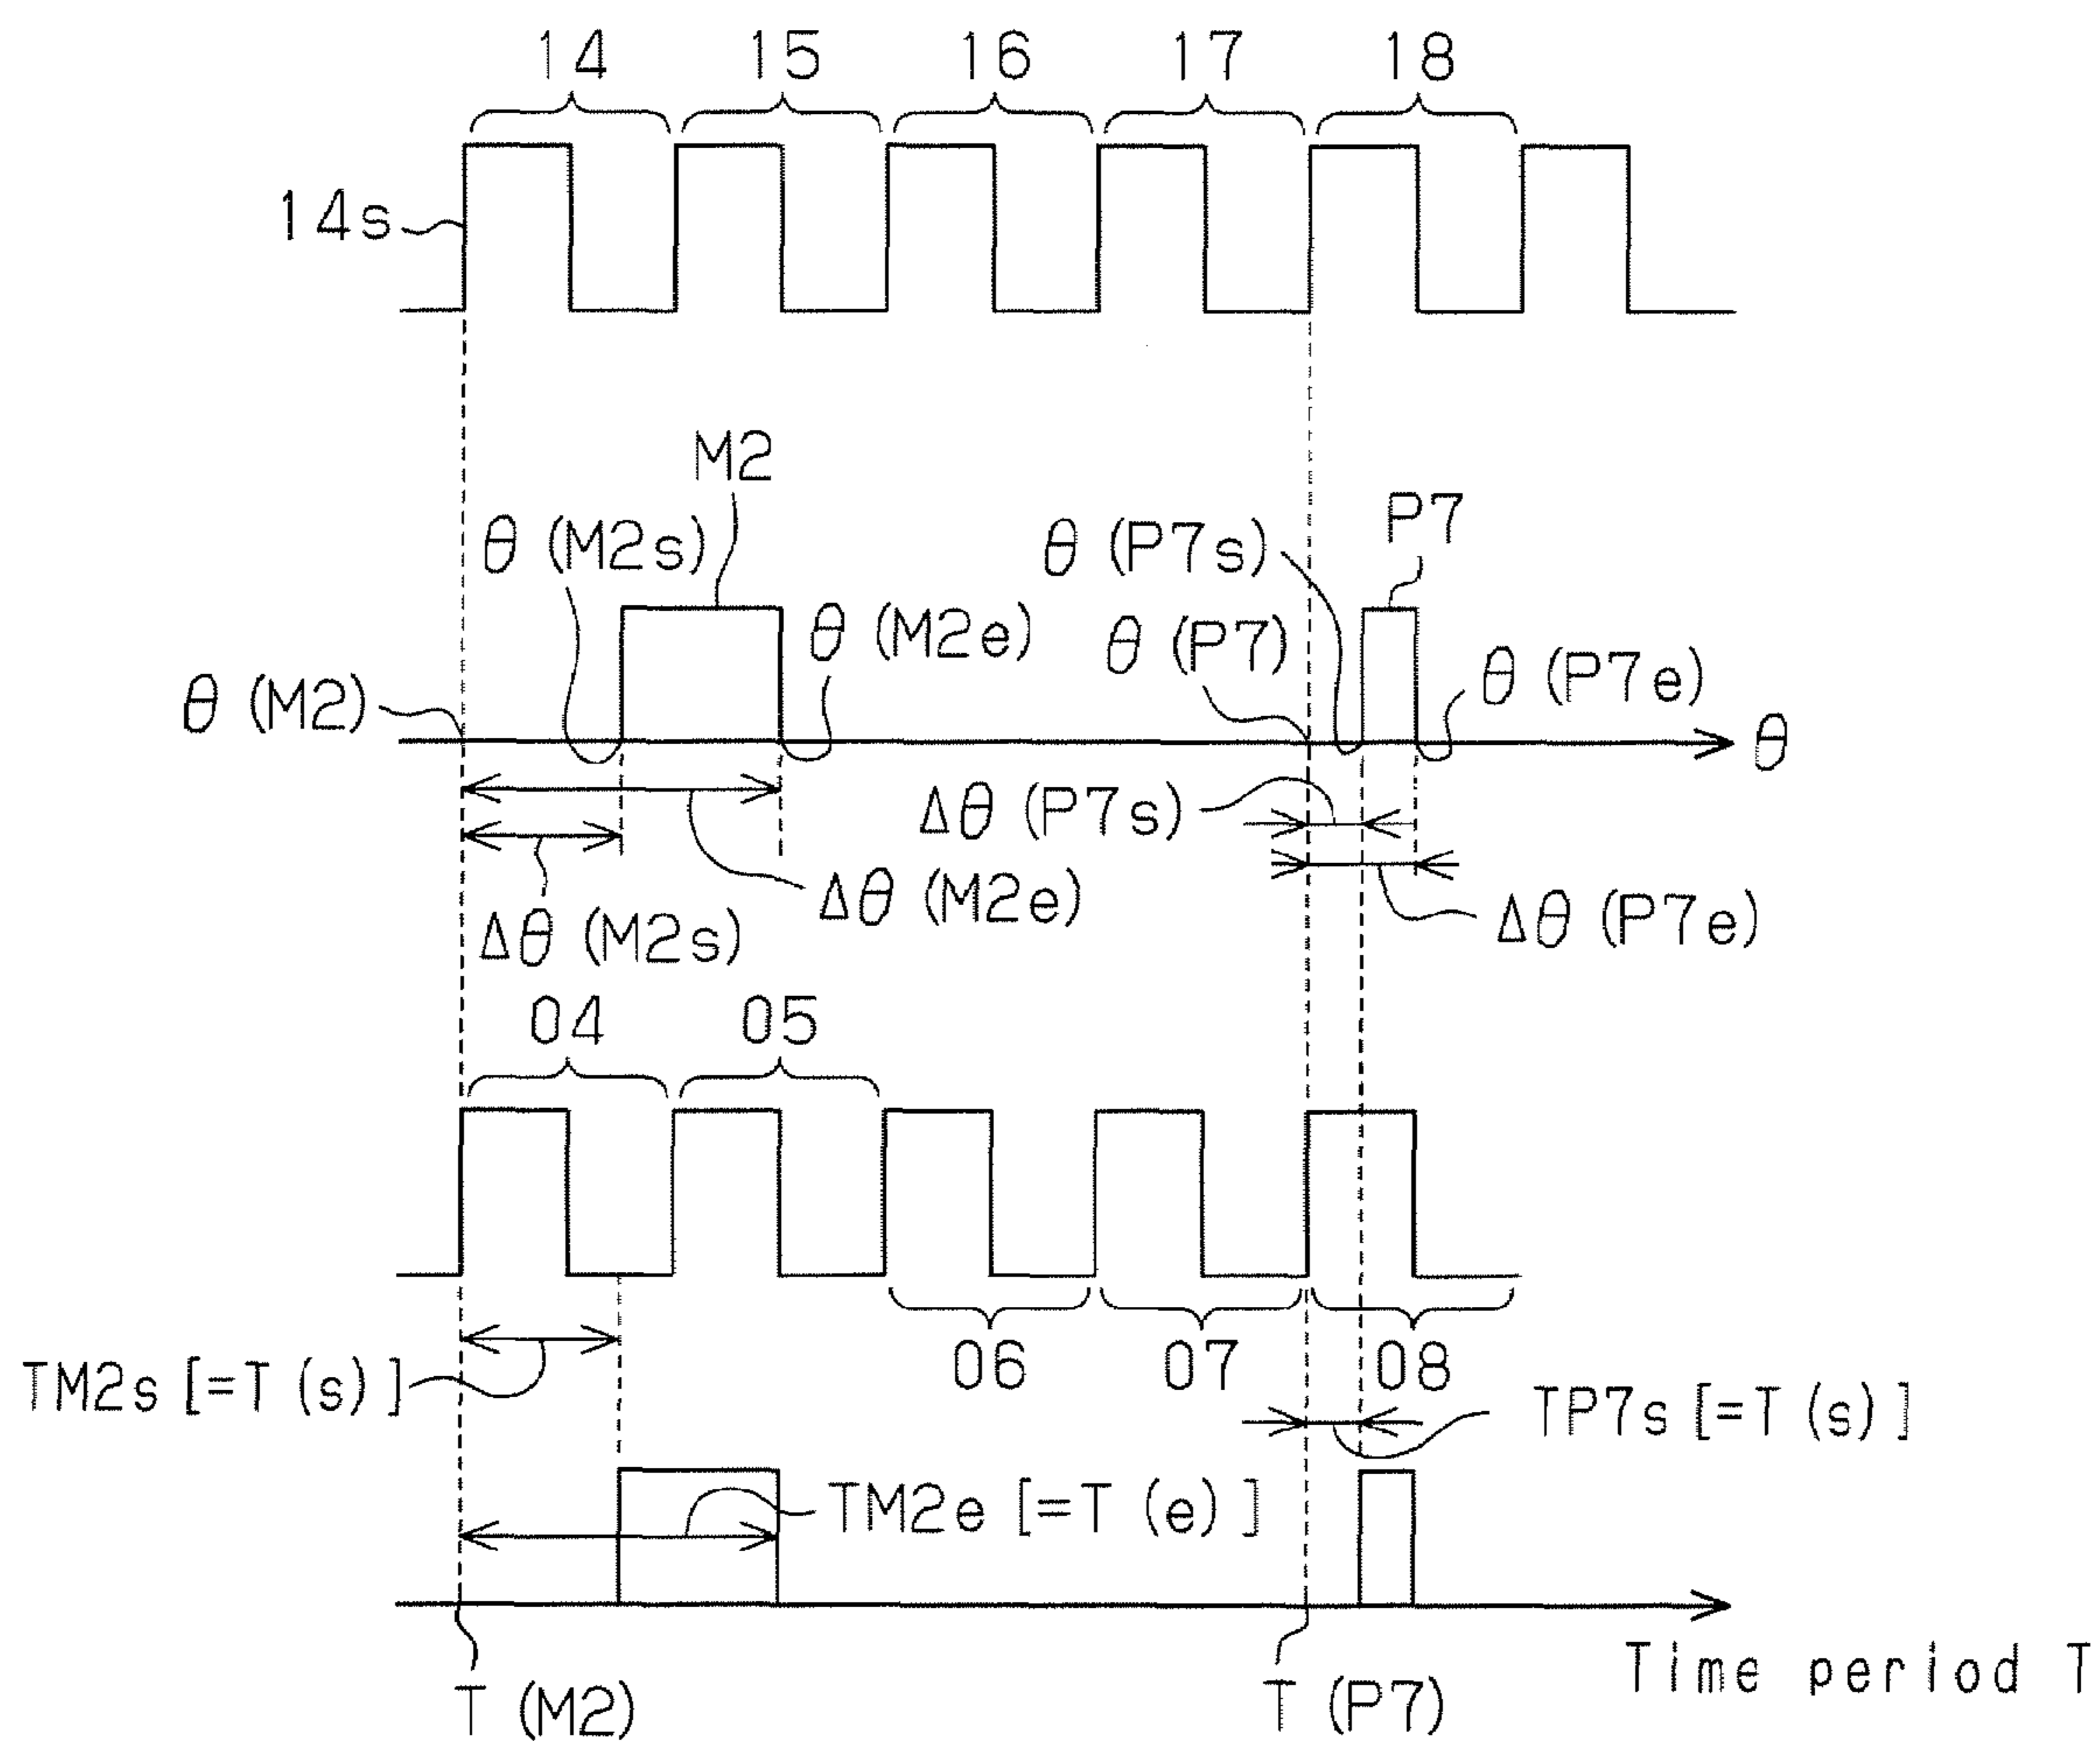 14 15 16 17 18
14s
M2
P7
θ (M2s) θ (P7s)
θ (M2e) θ (P7)
θ (P7e)
θ (M2)
θ
Δθ (P7s)
Δθ (M2e)
Δθ (P7e)
Δθ (M2s)
04 05
06 07 08
TM2s [=T (s) ]
TP7s [=T (s) ]
TM2e [=T (e) ]
Time period T
T (M2) T (P7)